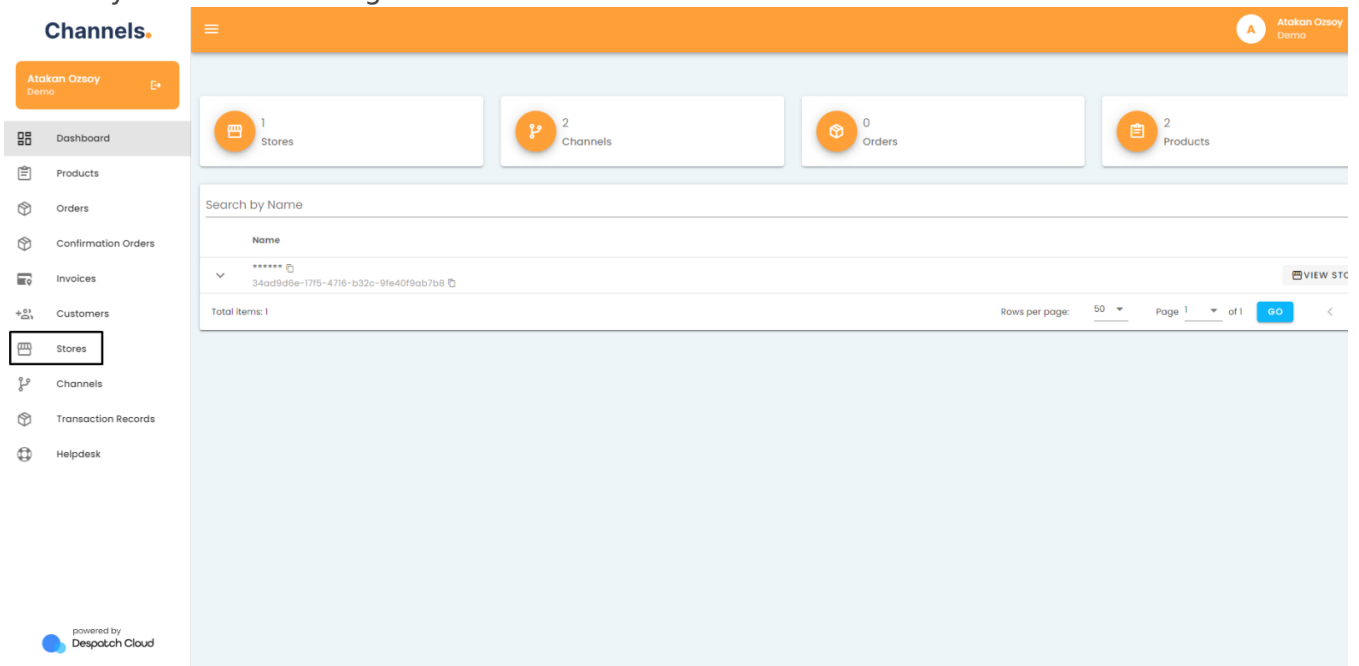 Channels.
A
Atakan Ozsoy
Demo
Atakan Ozsoy
Demo
Dashboard
Products
Orders
Confirmation Orders
Invoices
Customers
Stores
Channels
Transaction Records
Helpdesk
powered by
Despatch Cloud
1
Stores
2
Channels
0
Orders
2
Products
Search by Name
Name
******
34ad9d6e-17f5-4716-b32c-9fe40f9ab7b8
VIEW STO
Total items: 1
Rows per page: 50 Page 1 of 1 GO